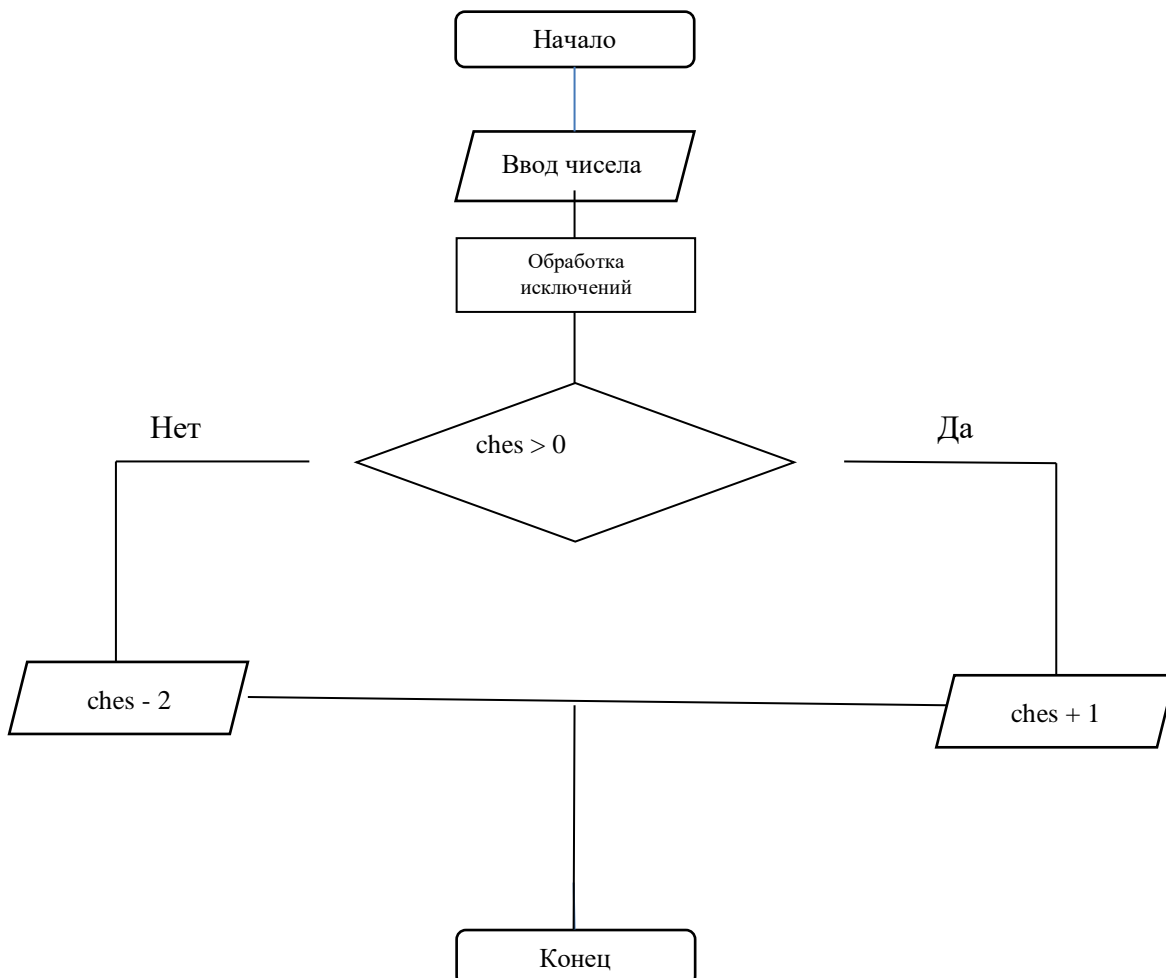 Начало
Ввод чисела
Обработка
исключений
Нет
Да
ches > 0
ches - 2
ches + 1
Конец